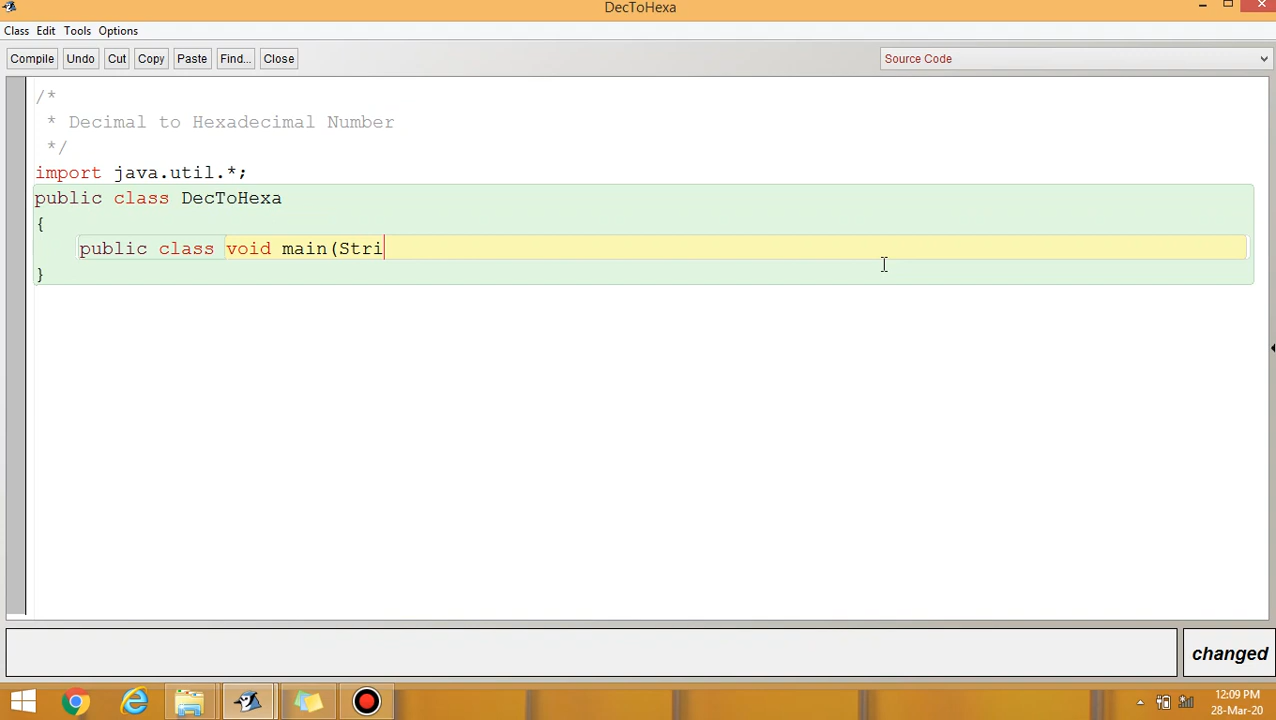 DecToHexa
Class Edit Tools Options
Compile Undo Cut Copy Paste Find... Close Source Code
/*
* Decimal to Hexadecimal Number
*/
import java.util.*;
public class DecToHexa
{
public class void main(Stri
}
changed
12:09 PM
28-Mar-20